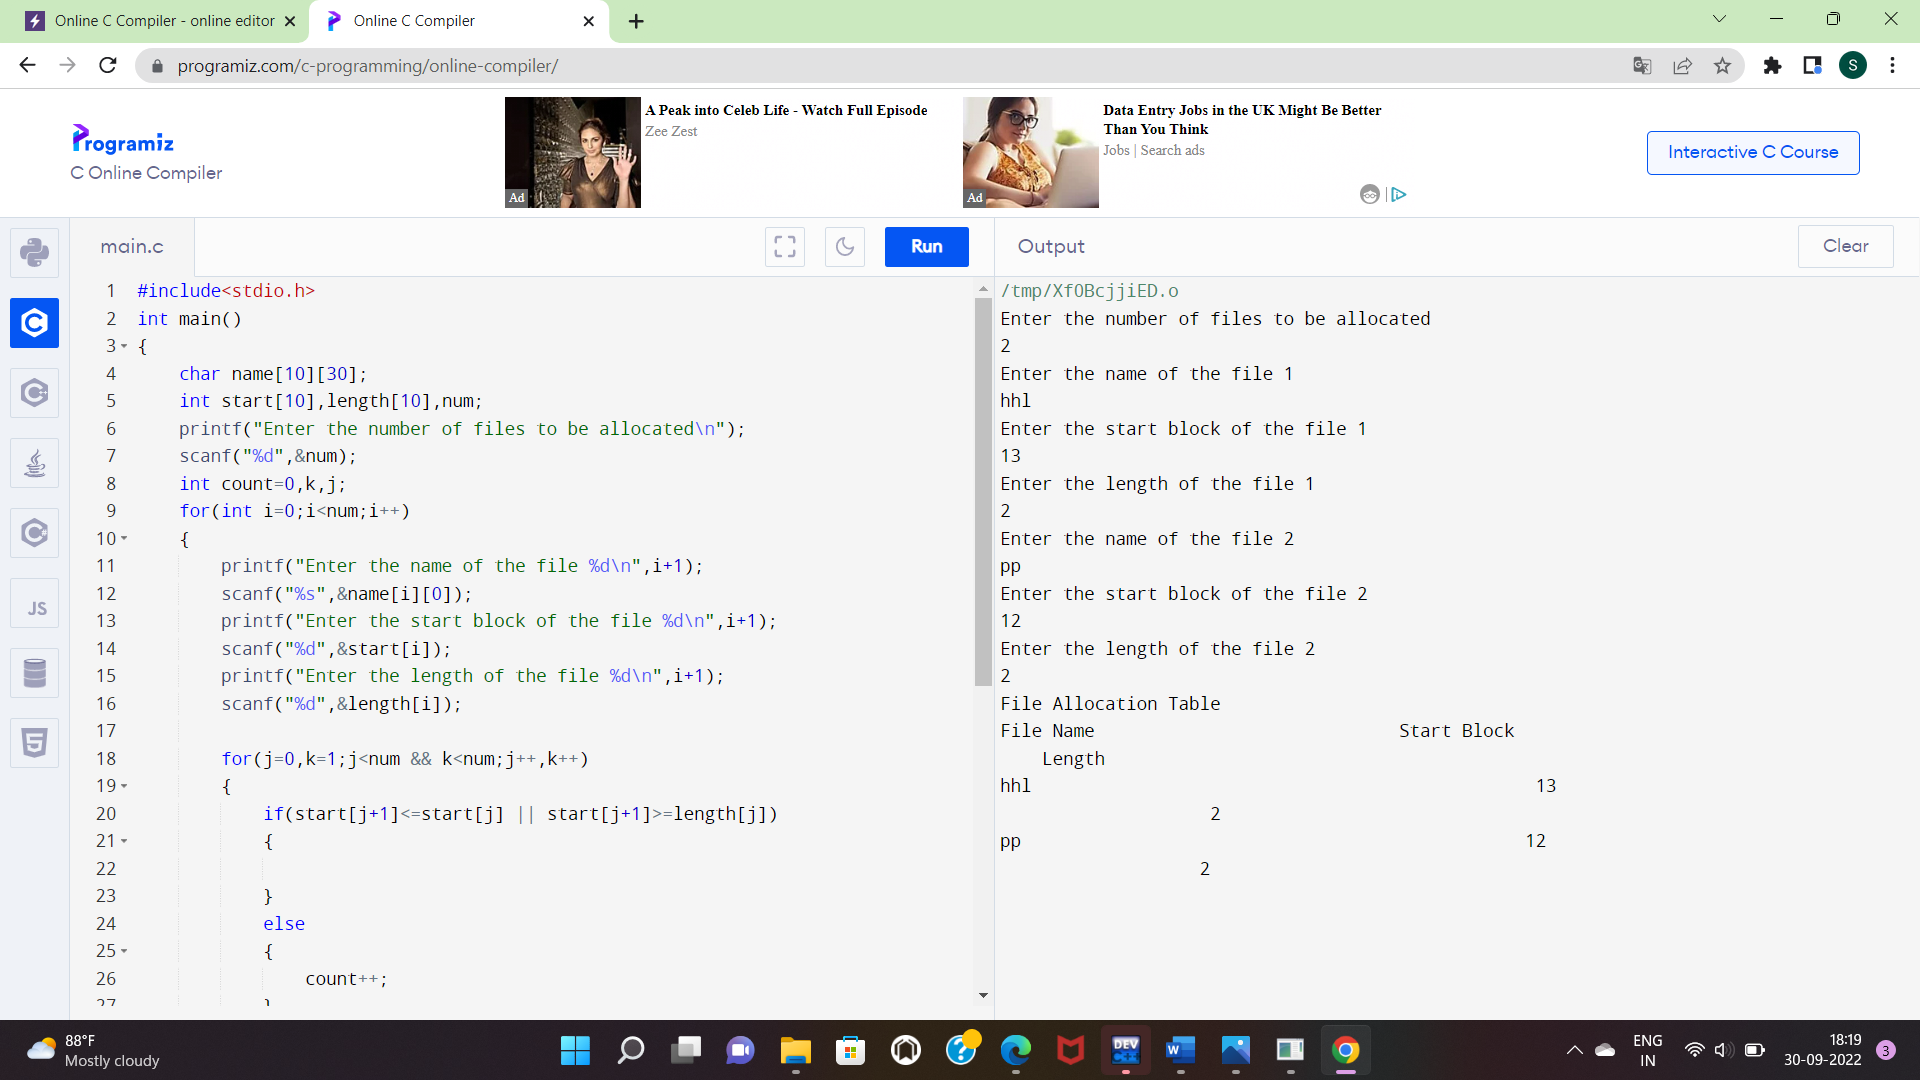 Online C Compiler - online editor
Online C Compiler
programiz.com/c-programming/online-compiler/
S
Programiz
C Online Compiler
Ad
A Peak into Celeb Life - Watch Full Episode
Zee Zest
Ad
Data Entry Jobs in the UK Might Be Better
Than You Think
Jobs | Search ads
Interactive C Course
main.c
Run
Output
Clear
JS
1 #include<stdio.h>
2 int main()
3 {
4 char name[10][30];
5 int start[10],length[10],num;
6 printf("Enter the number of files to be allocated\n");
7 scanf("%d",&num);
8 int count=0,k,j;
9 for(int i=0;i<num;i++)
10 {
11 printf("Enter the name of the file %d\n",i+1);
12 scanf("%s",&name[i][0]);
13 printf("Enter the start block of the file %d\n",i+1);
14 scanf("%d",&start[i]);
15 printf("Enter the length of the file %d\n",i+1);
16 scanf("%d",&length[i]);
17
18 for(j=0,k=1;j<num && k<num;j++,k++)
19 {
20 if(start[j+1]<=start[j] || start[j+1]>=length[j])
21 {
22
23 }
24 else
25 {
26 count++;
27 }
/tmp/Xf0BcjjiED.o
Enter the number of files to be allocated
2
Enter the name of the file 1
hhl
Enter the start block of the file 1
13
Enter the length of the file 1
2
Enter the name of the file 2
pp
Enter the start block of the file 2
12
Enter the length of the file 2
2
File Allocation Table
File Name Start Block
Length
hhl 13
2
pp 12
2
88°F
Mostly cloudy
DEV
C++
W
ENG
IN
18:19
30-09-2022
3